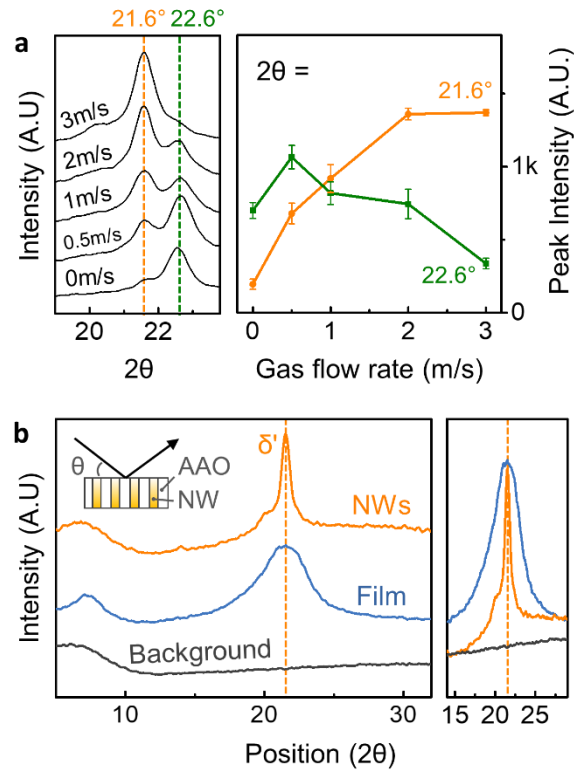 a
21.6° 22.6°
Intensity (A.U)
3m/s
2m/s
1m/s
0.5m/s
0m/s
20 22
2θ
2θ =
21.6°
22.6°
1k
0
Peak Intensity (A.U)
0 1 2 3
Gas flow rate (m/s)
b
θ
AAO
NW
δ'
NWs
Film
Background
Intensity (A.U)
10 20 30
15 20 25
Position (2θ)